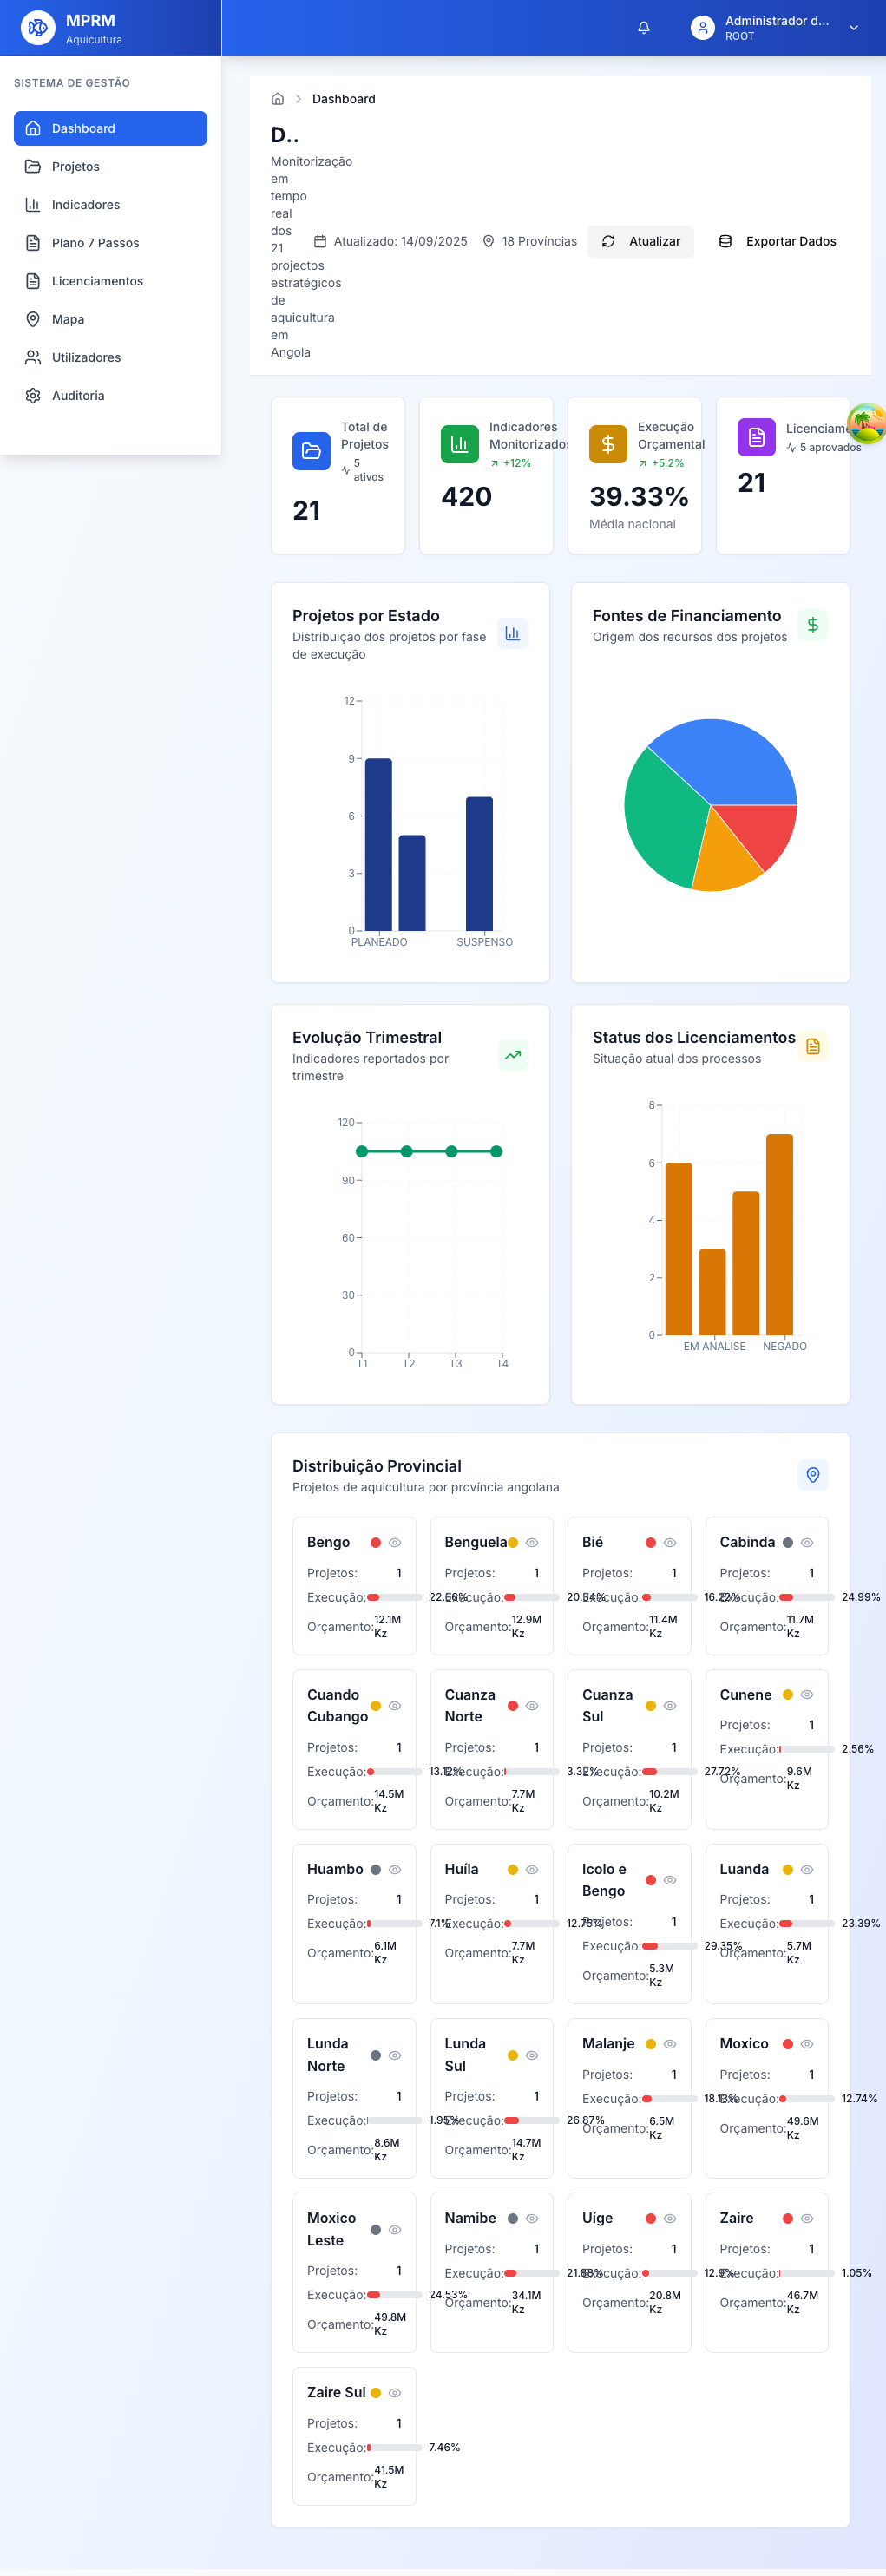 MPRM
Aquicultura
Administrador d...
ROOT
SISTEMA DE GESTÃO
Dashboard
Projetos
Indicadores
Plano 7 Passos
Licenciamentos
Mapa
Utilizadores
Auditoria
Dashboard
D..
Monitorização
em
tempo
real
dos
21
projectos
estratégicos
de
aquicultura
em
Angola
Atualizado: 14/09/2025
18 Províncias
Atualizar
Exportar Dados
Total de
Projetos
5
ativos
21
Indicadores
Monitorizados
+12%
420
Execução
Orçamental
+5.2%
39.33%
Média nacional
5 aprovados
21
Projetos por Estado
Distribuição dos projetos por fase
de execução
12
9
6
3
0
PLANEADO SUSPENSO
Fontes de Financiamento
Origem dos recursos dos projetos
Evolução Trimestral
Indicadores reportados por
trimestre
120
90
60
30
0
T1 T2 T3 T4
Status dos Licenciamentos
Situação atual dos processos
8
6
4
2
0
EM ANALISE NEGADO
Distribuição Provincial
Projetos de aquicultura por província angolana
Bengo
Projetos: 1
Execução: 22.66%
Orçamento: 12.1M
Kz
Benguela
Projetos: 1
Execução: 20.34%
Orçamento: 12.9M
Kz
Bié
Projetos: 1
Execução: 16.22%
Orçamento: 11.4M
Kz
Cabinda
Projetos: 1
Execução: 24.99%
Orçamento: 11.7M
Kz
Cuando
Cubango
Projetos: 1
Execução: 13.12%
Orçamento: 14.5M
Kz
Cuanza
Norte
Projetos: 1
Execução: 3.32%
Orçamento: 7.7M
Kz
Cuanza
Sul
Projetos: 1
Execução: 27.72%
Orçamento: 10.2M
Kz
Cunene
Projetos: 1
Execução: 2.56%
Orçamento: 9.6M
Kz
Huambo
Projetos: 1
Execução: 7.1%
Orçamento: 6.1M
Kz
Huíla
Projetos: 1
Execução: 12.75%
Orçamento: 7.7M
Kz
Icolo e
Bengo
Projetos: 1
Execução: 29.35%
Orçamento: 5.3M
Kz
Luanda
Projetos: 1
Execução: 23.39%
Orçamento: 5.7M
Kz
Lunda
Norte
Projetos: 1
Execução: 1.95%
Orçamento: 8.6M
Kz
Lunda
Sul
Projetos: 1
Execução: 26.87%
Orçamento: 14.7M
Kz
Malanje
Projetos: 1
Execução: 18.13%
Orçamento: 6.5M
Kz
Moxico
Projetos: 1
Execução: 12.74%
Orçamento: 49.6M
Kz
Moxico
Leste
Projetos: 1
Execução: 24.53%
Orçamento: 49.8M
Kz
Namibe
Projetos: 1
Execução: 21.88%
Orçamento: 34.1M
Kz
Uíge
Projetos: 1
Execução: 12.9%
Orçamento: 20.8M
Kz
Zaire
Projetos: 1
Execução: 1.05%
Orçamento: 46.7M
Kz
Zaire Sul
Projetos: 1
Execução: 7.46%
Orçamento: 41.5M
Kz